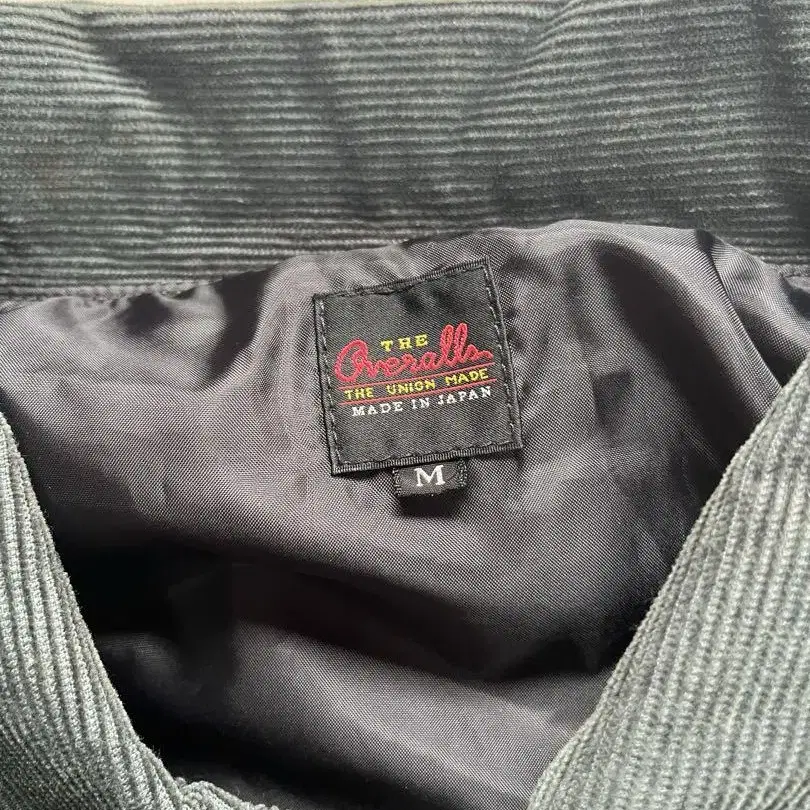 THE
Overalls
THE UNION MADE
MADE IN JAPAN
M